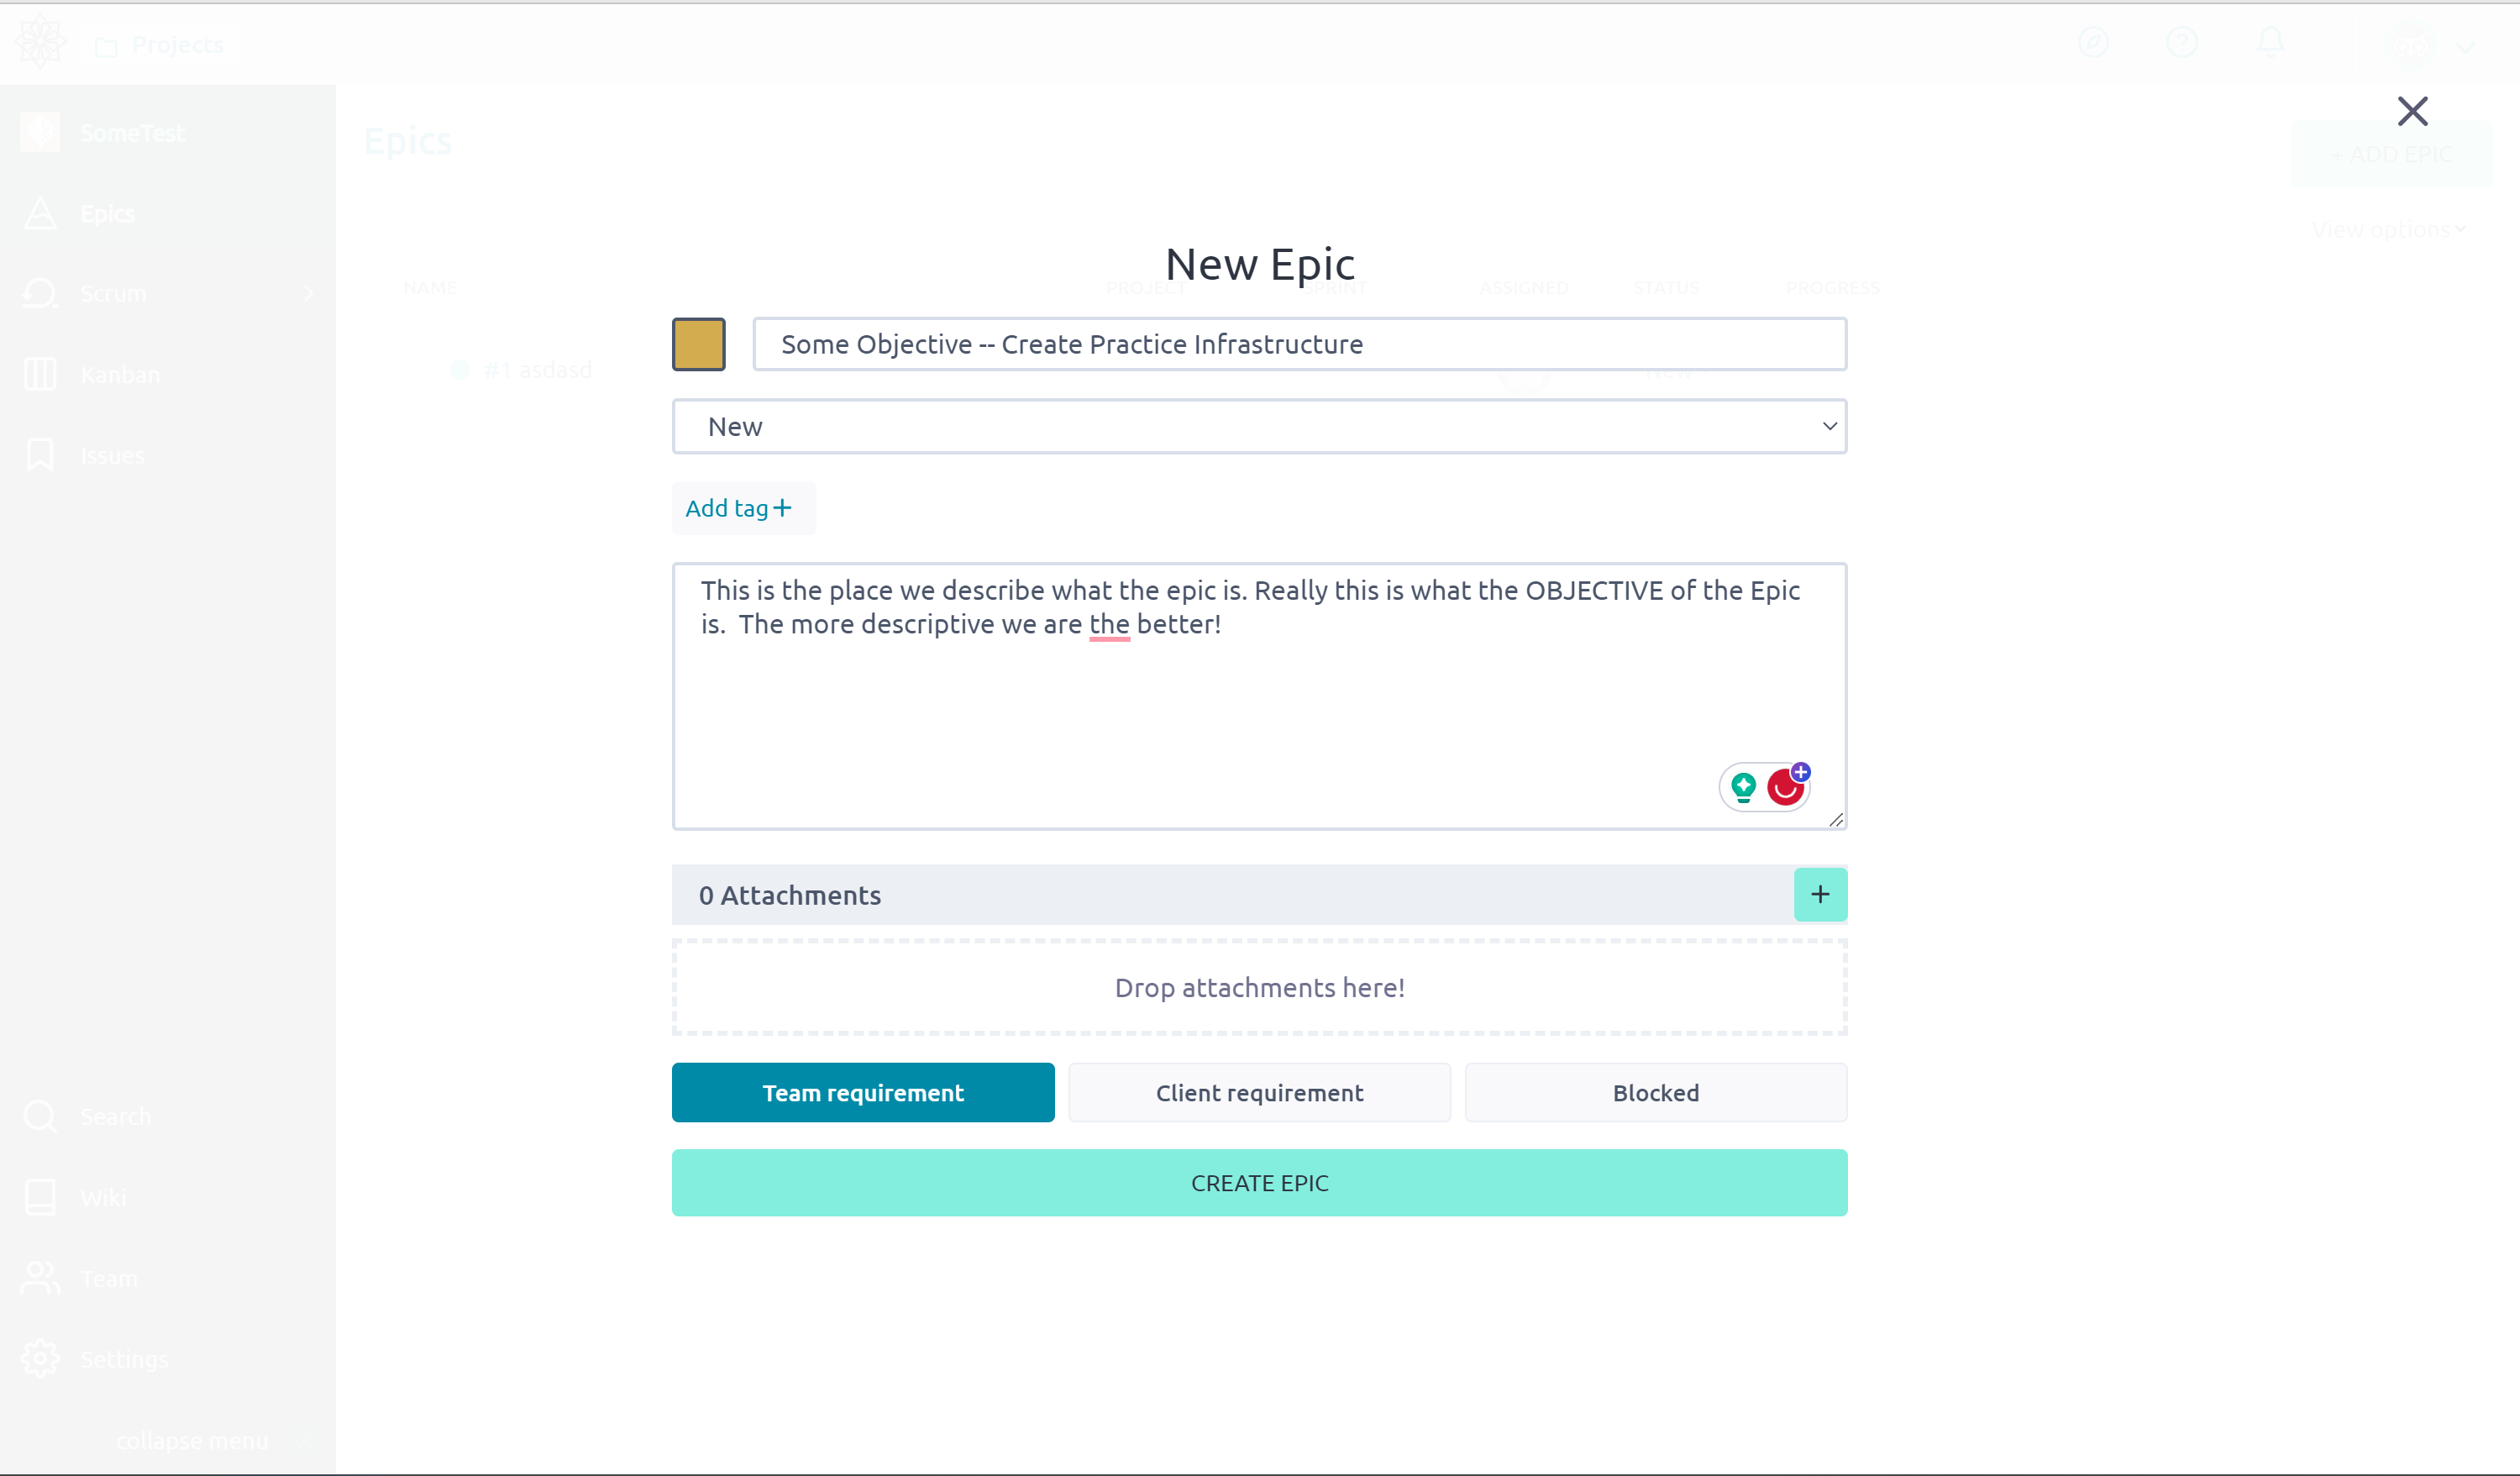 Projects
SomeTest
Epics
Scrum
Kanban
Issues
Search
Wiki
Team
Settings
collapse menu
Epics
+ ADD EPIC
View options
NAME
PROJECT
SPRINT
ASSIGNED
STATUS
PROGRESS
#1 asdasd
New
New Epic
Some Objective -- Create Practice Infrastructure
New
Add tag+
This is the place we describe what the epic is. Really this is what the OBJECTIVE of the Epic
is.  The more descriptive we are the better!
0 Attachments
+
Drop attachments here!
Team requirement
Client requirement
Blocked
CREATE EPIC